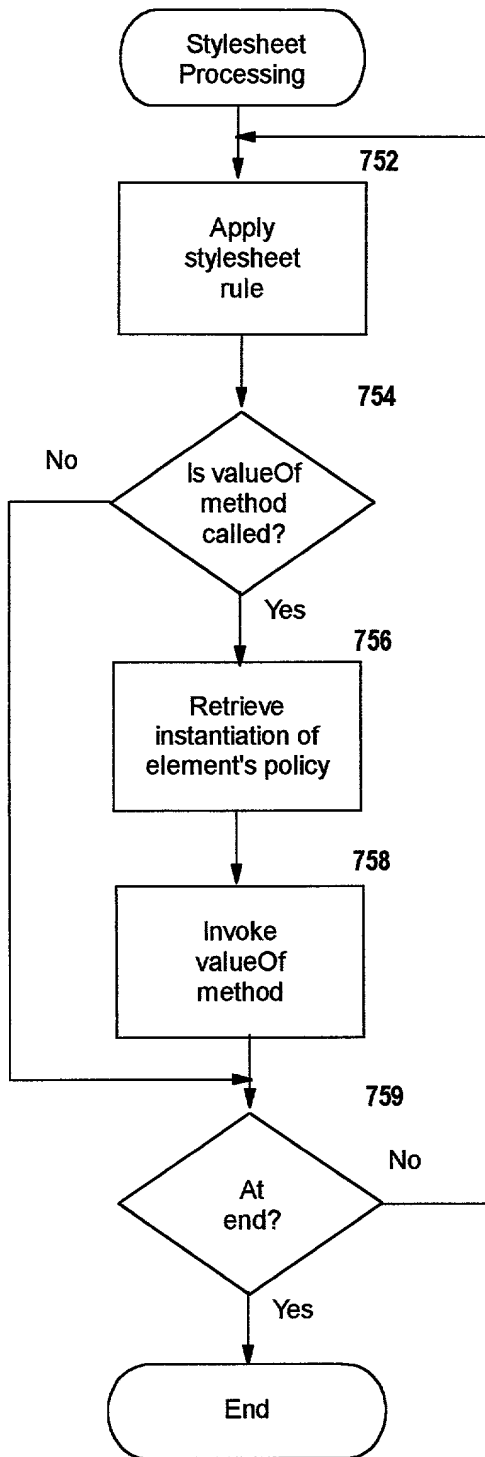 Stylesheet
Processing
752
Apply
stylesheet
rule
754
No
Is valueOf
method
called?
Yes
756
Retrieve
instantiation of
element's policy
758
Invoke
valueOf
method
759
No
At
end?
Yes
End